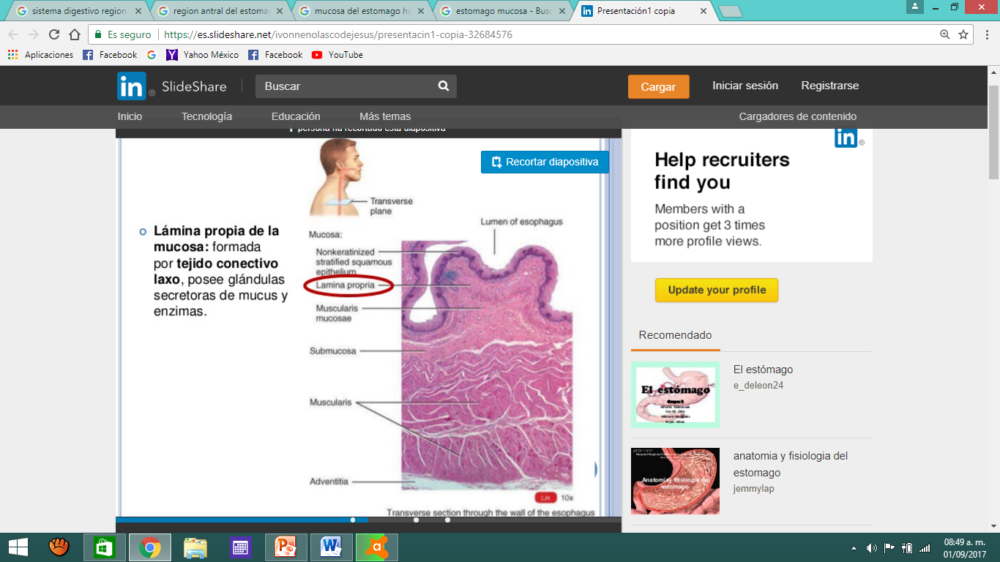 sistema digestivo region
region antral del estomac
mucosa del estomago his
estomago mucosa - Busc
Presentación1 copia
Es seguro
https://es.slideshare.net/ivonnenolascodejesus/presentacin1-copia-32684576
Aplicaciones
Facebook
Yahoo México
Facebook
YouTube
in ® SlideShare
Buscar
Cargar
Iniciar sesión
Registrarse
Inicio
Tecnología
Educación
Más temas
Cargadores de contenido
persona ha recortado esta diapositiva
Recortar diapositiva
Transverse
plane
Lámina propia de la
mucosa: formada
por tejido conectivo
laxo, posee glándulas
secretoras de mucus y
enzimas.
Lumen of esophagus
Mucosa:
Nonkeratinized
stratified squamous
epithelium
Lamina propria
Muscularis
mucosae
Submucosa
Muscularis
Adventitia
LM 10x
Transverse section through the wall of the esophagus
in ®
Help recruiters
find you
Members with a
position get 3 times
more profile views.
Update your profile
Recomendado
El estómago
El estómago
e_deleon24
Anatomía y fisiología del
estomago.
anatomia y fisiologia del
estomago
jemmylap
08:49 a. m.
01/09/2017